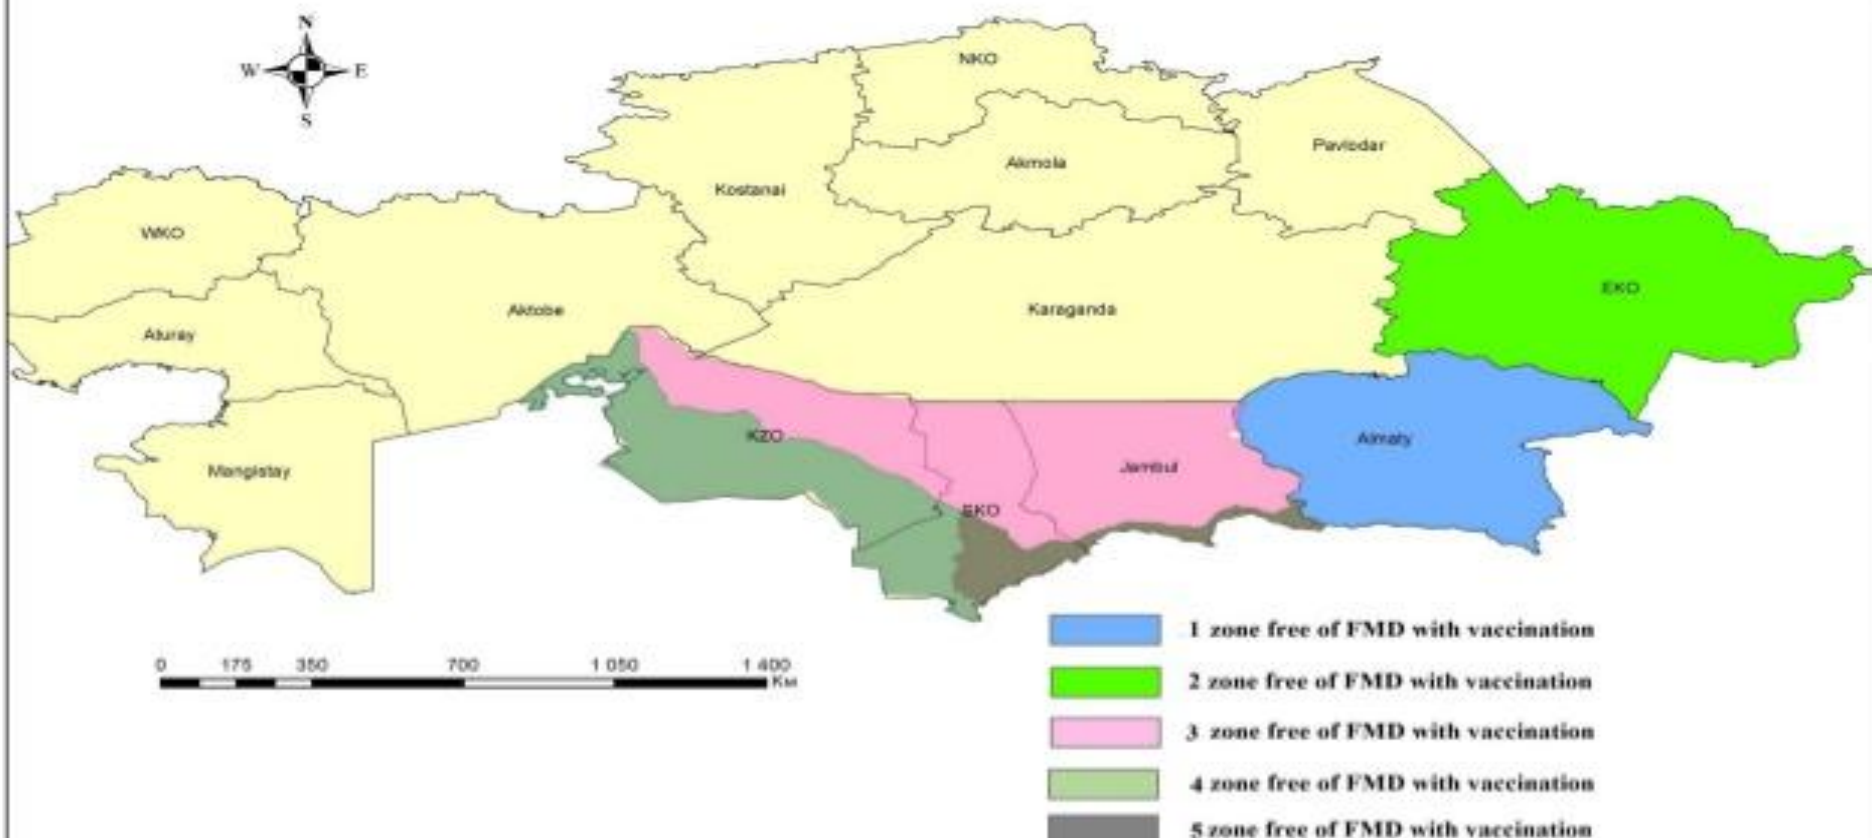 N
W E
S
NKO
Pavlodar
Akmola
Kostanai
WKO
EKO
Aktobe
Karaganda
Aturay
KZO
Almaty
Jambul
Mangistay
EKO
1 zone free of FMD with vaccination
0 175 350 700 1 050 1 400
Км
2 zone free of FMD with vaccination
3 zone free of FMD with vaccination
4 zone free of FMD with vaccination
5 zone free of FMD with vaccination